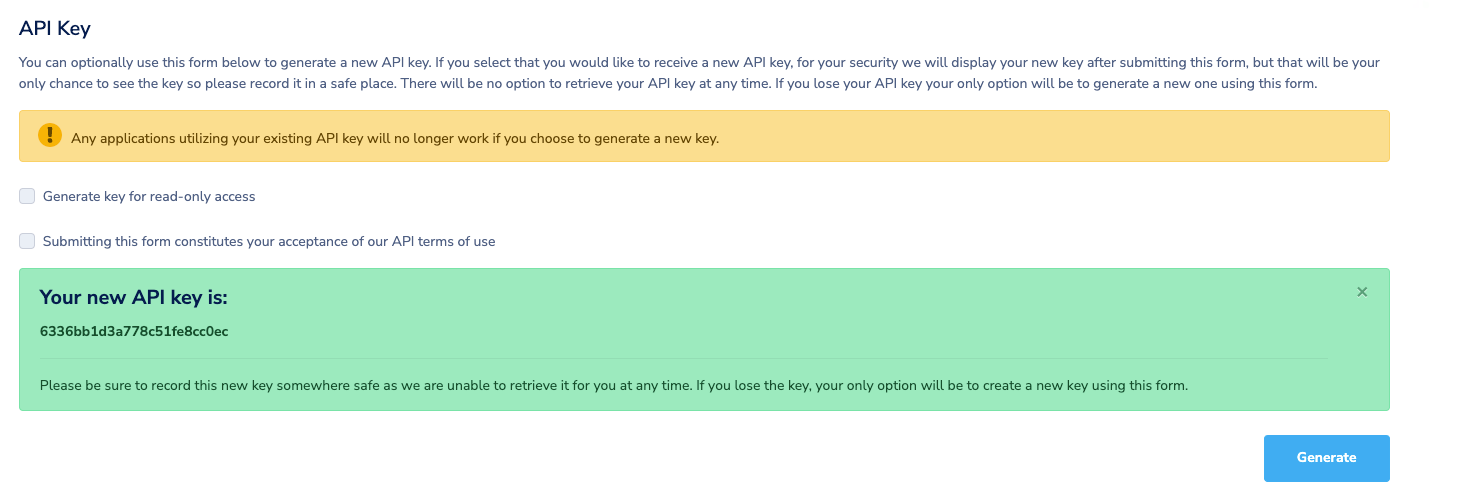 API Key
You can optionally use this form below to generate a new API key. If you select that you would like to receive a new API key, for your security we will display your new key after submitting this form, but that will be your
only chance to see the key so please record it in a safe place. There will be no option to retrieve your API key at any time. If you lose your API key your only option will be to generate a new one using this form.
Any applications utilizing your existing API key will no longer work if you choose to generate a new key.
Generate key for read-only access
Submitting this form constitutes your acceptance of our API terms of use
Your new API key is:
6336bb1d3a778c51fe8cc0ec
Please be sure to record this new key somewhere safe as we are unable to retrieve it for you at any time. If you lose the key, your only option will be to create a new key using this form.
Generate